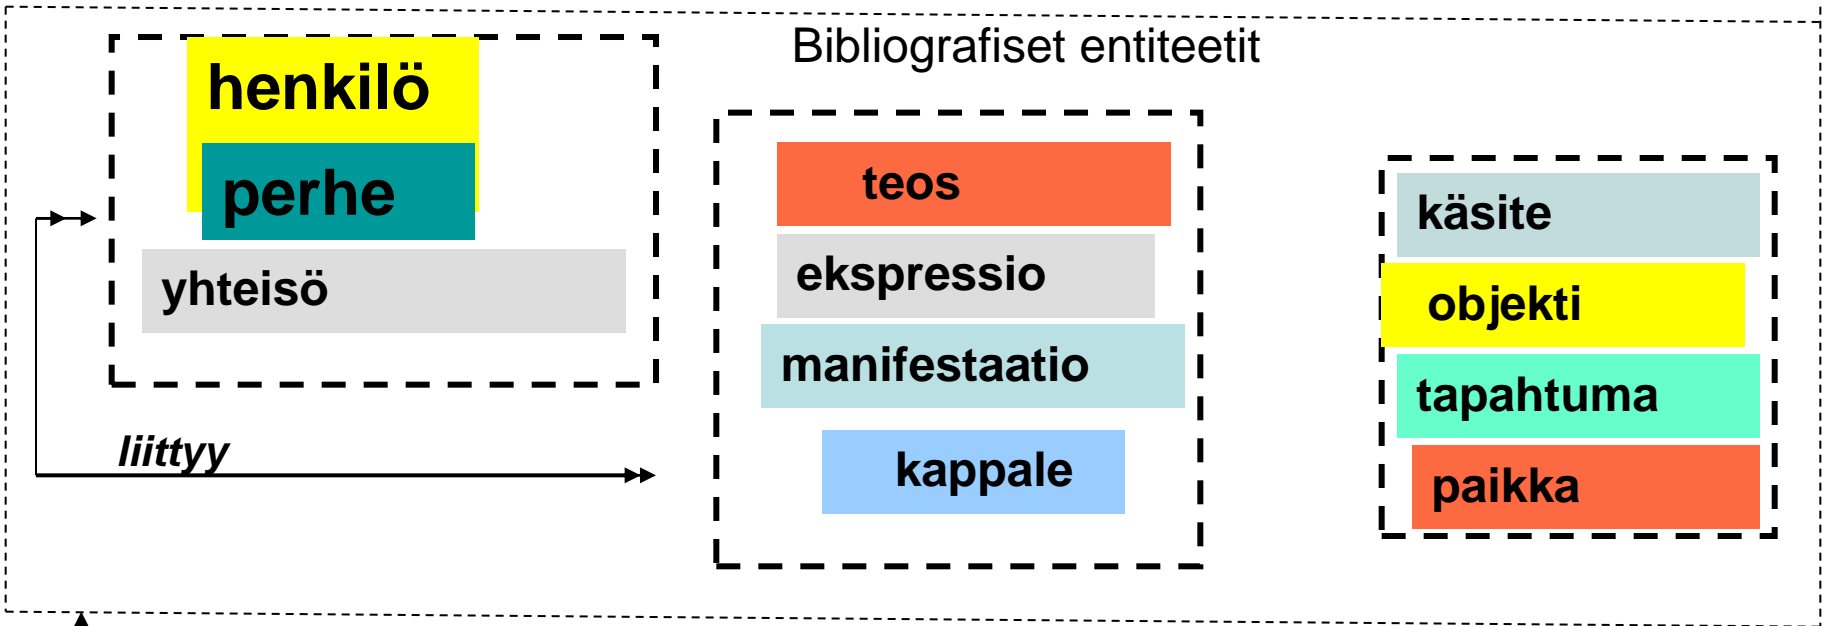 Bibliografiset entiteetit
henkilö
perhe
yhteisö
liittyy
teos
ekspressio
manifestaatio
kappale
käsite
objekti
tapahtuma
paikka